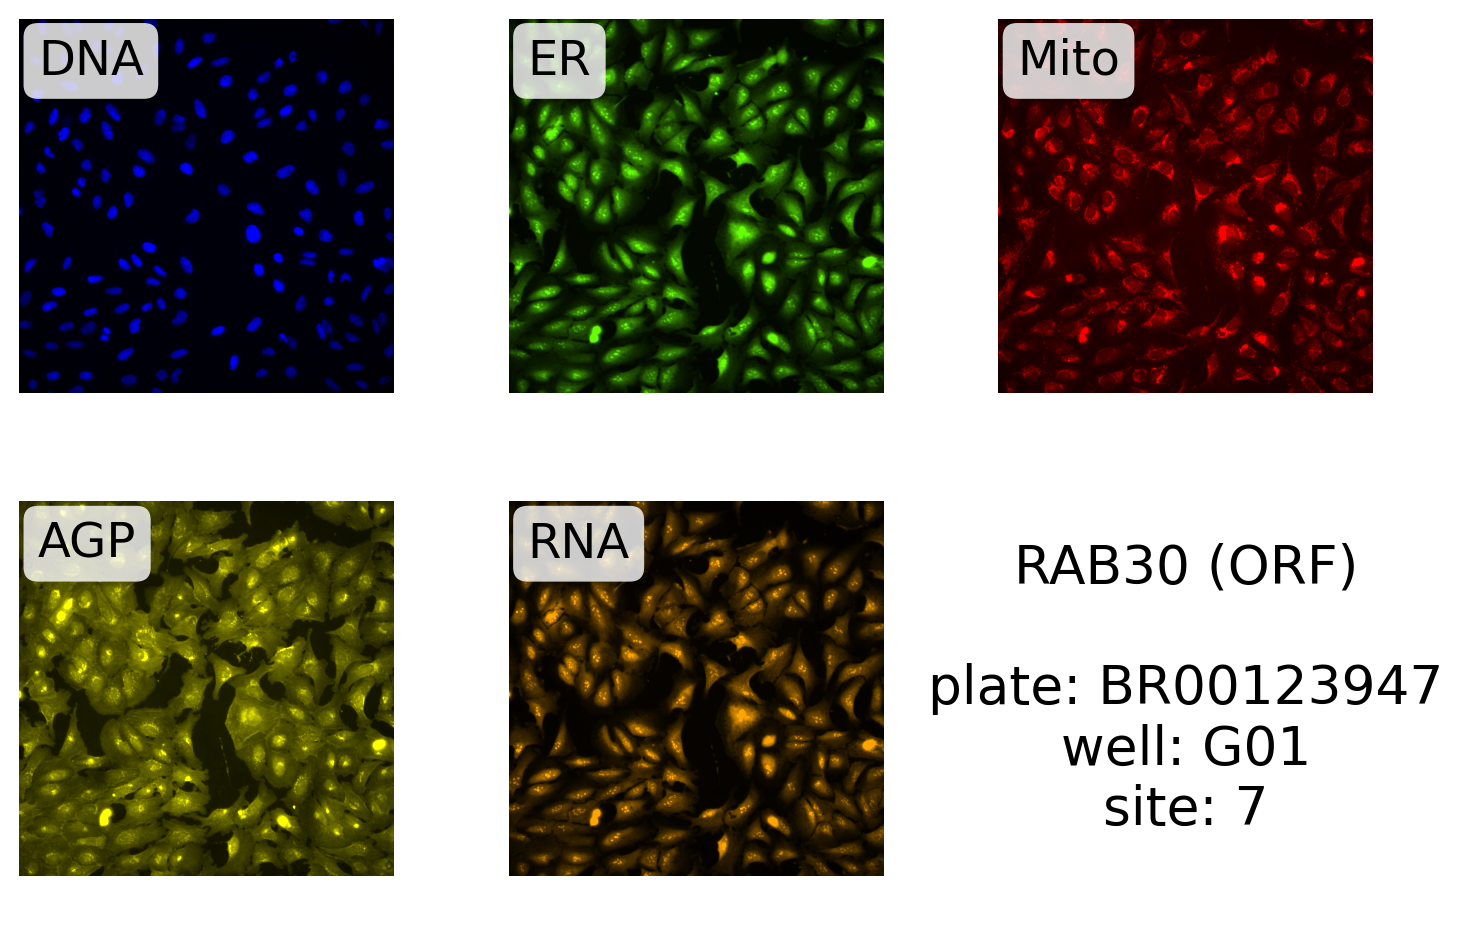 DNA
ER
Mito
AGP
RNA
RAB30 (ORF)
plate: BR00123947
well: G01
site: 7